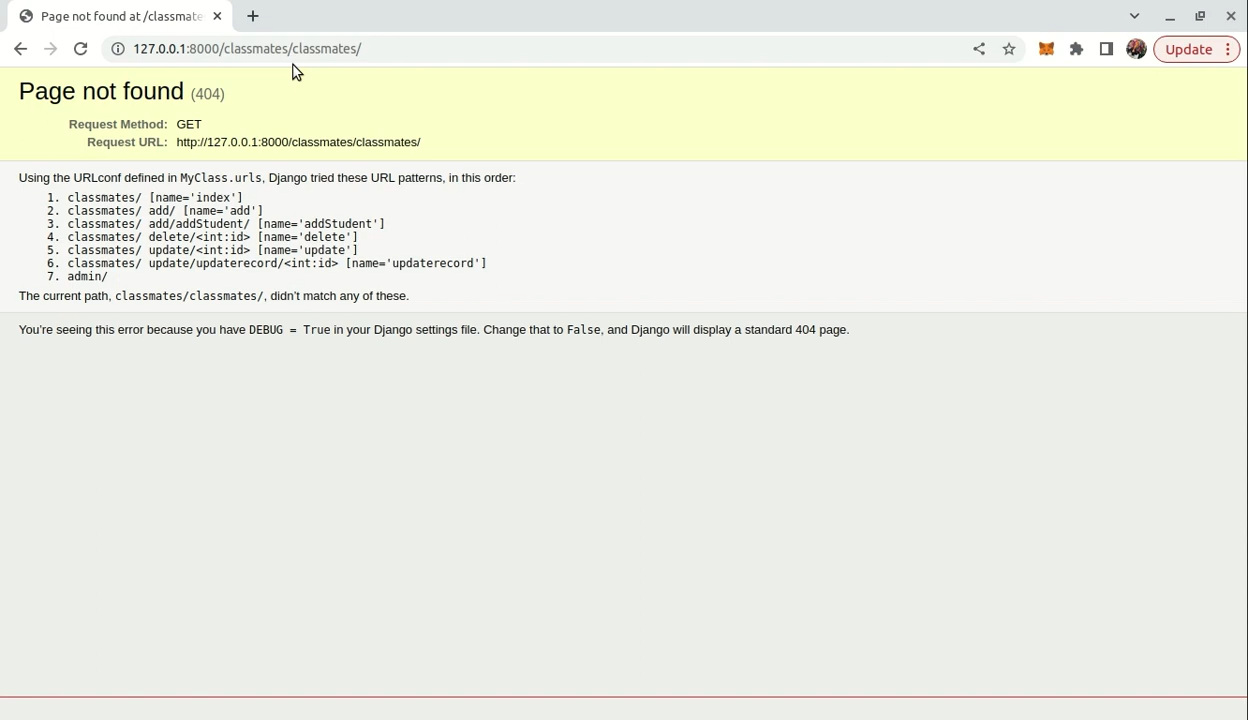 Page not found at /classmate
127.0.0.1:8000/classmates/classmates/
Update
Page not found (404)
Request Method: GET
Request URL: http://127.0.0.1:8000/classmates/classmates/
Using the URLconf defined in MyClass.urls, Django tried these URL patterns, in this order:
1. classmates/ [name='index']
2. classmates/ add/ [name='add']
3. classmates/ add/addStudent/ [name='addStudent']
4. classmates/ delete/<int:id> [name='delete']
5. classmates/ update/<int:id> [name='update']
6. classmates/ update/updaterecord/<int:id> [name='updaterecord']
7. admin/
The current path, classmates/classmates/, didn’t match any of these.
You’re seeing this error because you have DEBUG = True in your Django settings file. Change that to False, and Django will display a standard 404 page.